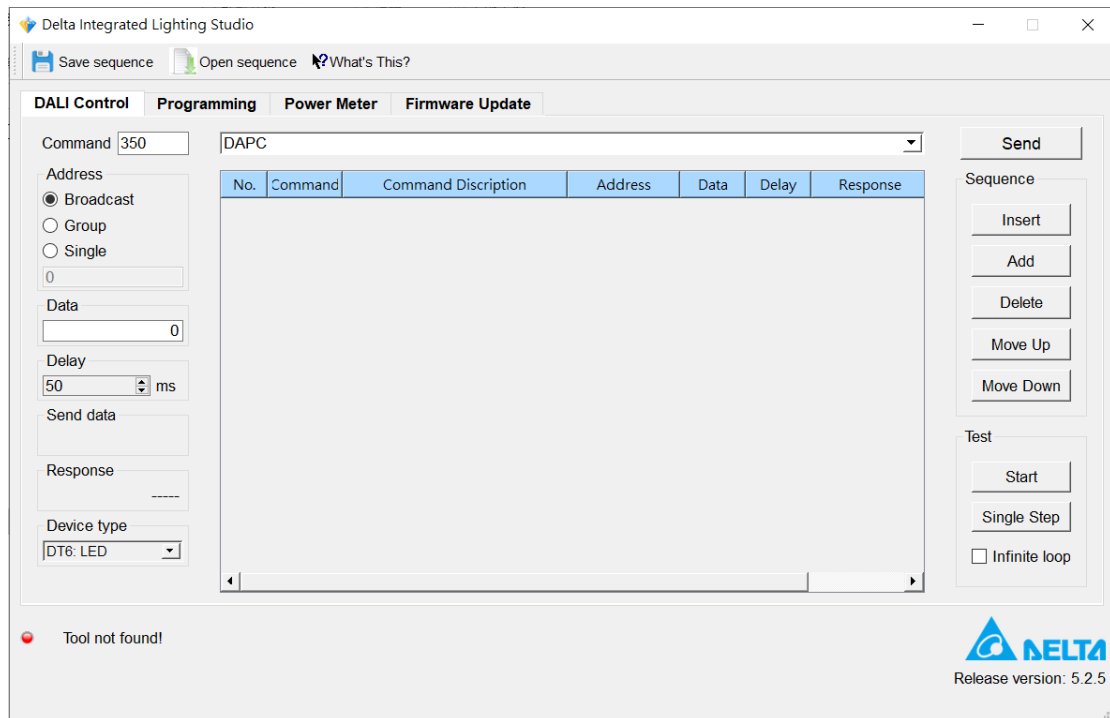 Delta Integrated Lighting Studio
Save sequence Open sequence What's This?
DALI Control Programming Power Meter Firmware Update
Command 350 DAPC Send
Address
Broadcast
Group
Single
0
Data
0
Delay
50 ms
Send data
Response
-----
Device type
DT6: LED
No. Command Command Discription Address Data Delay Response
Sequence
Insert
Add
Delete
Move Up
Move Down
Test
Start
Single Step
Infinite loop
Tool not found!
DELTA
Release version: 5.2.5